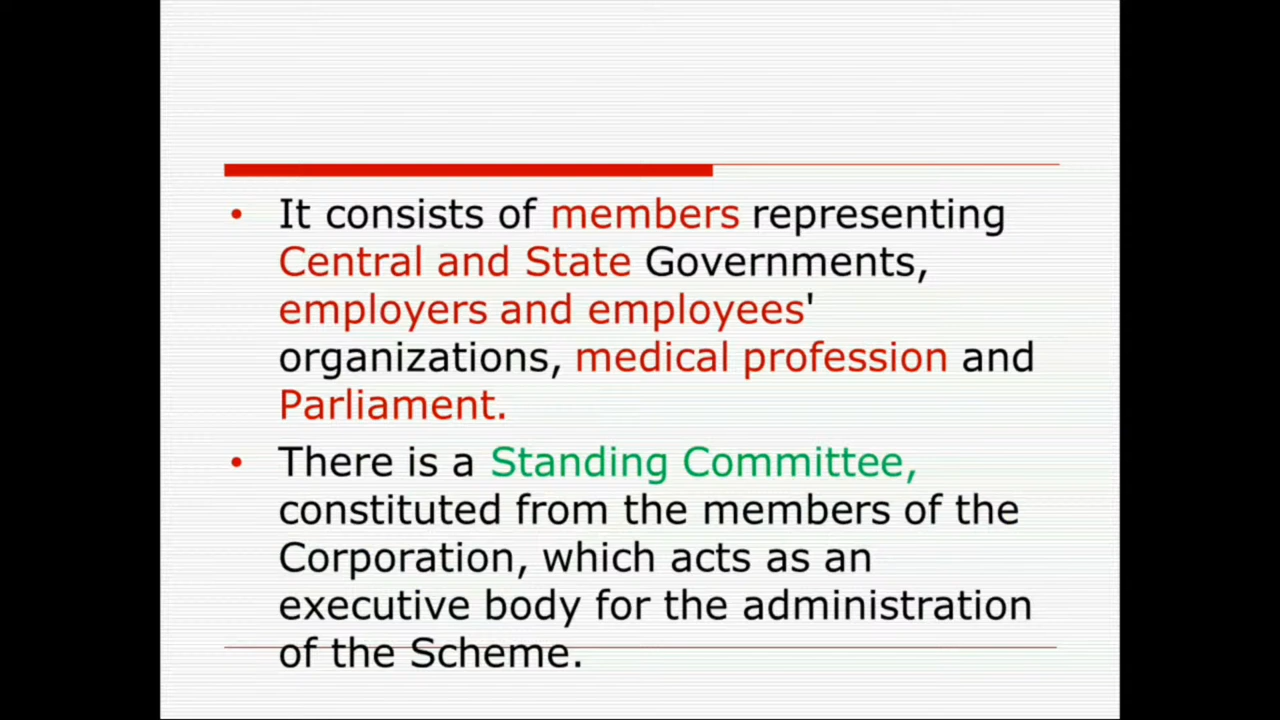 • It consists of members representing
Central and State Governments,
employers and employees'
organizations, medical profession and
Parliament.
• There is a Standing Committee,
constituted from the members of the
Corporation, which acts as an
executive body for the administration
of the Scheme.